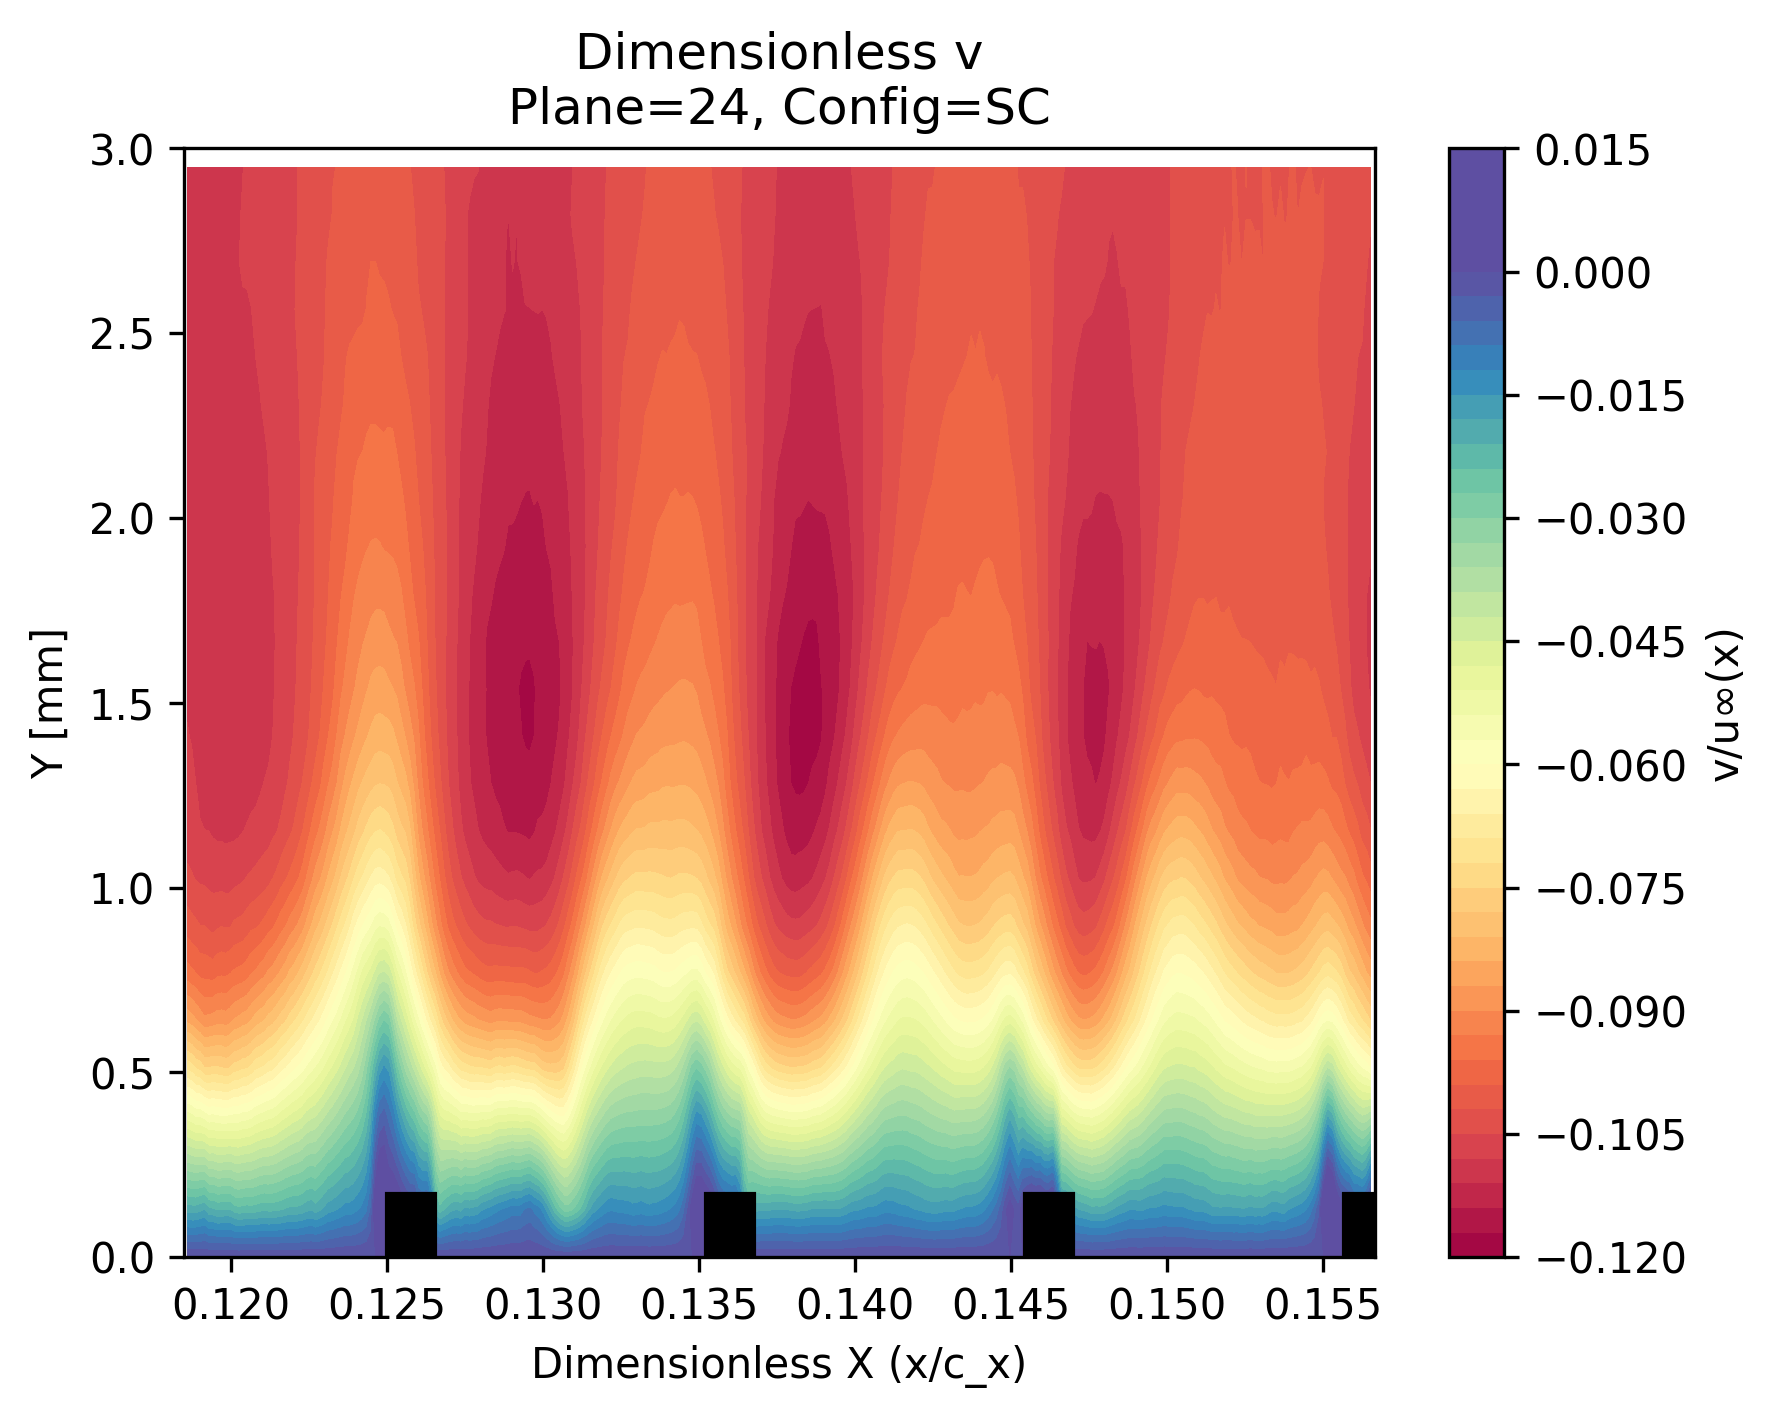 Dimensionless v
Plane=24, Config=SC
3.0
2.5
2.0
1.5
1.0
0.5
0.0
Y [mm]
0.120 0.125 0.130 0.135 0.140 0.145 0.150 0.155
Dimensionless X (x/c_x)
0.015
0.000
−0.015
−0.030
−0.045
−0.060
−0.075
−0.090
−0.105
−0.120
v/u∞(x)